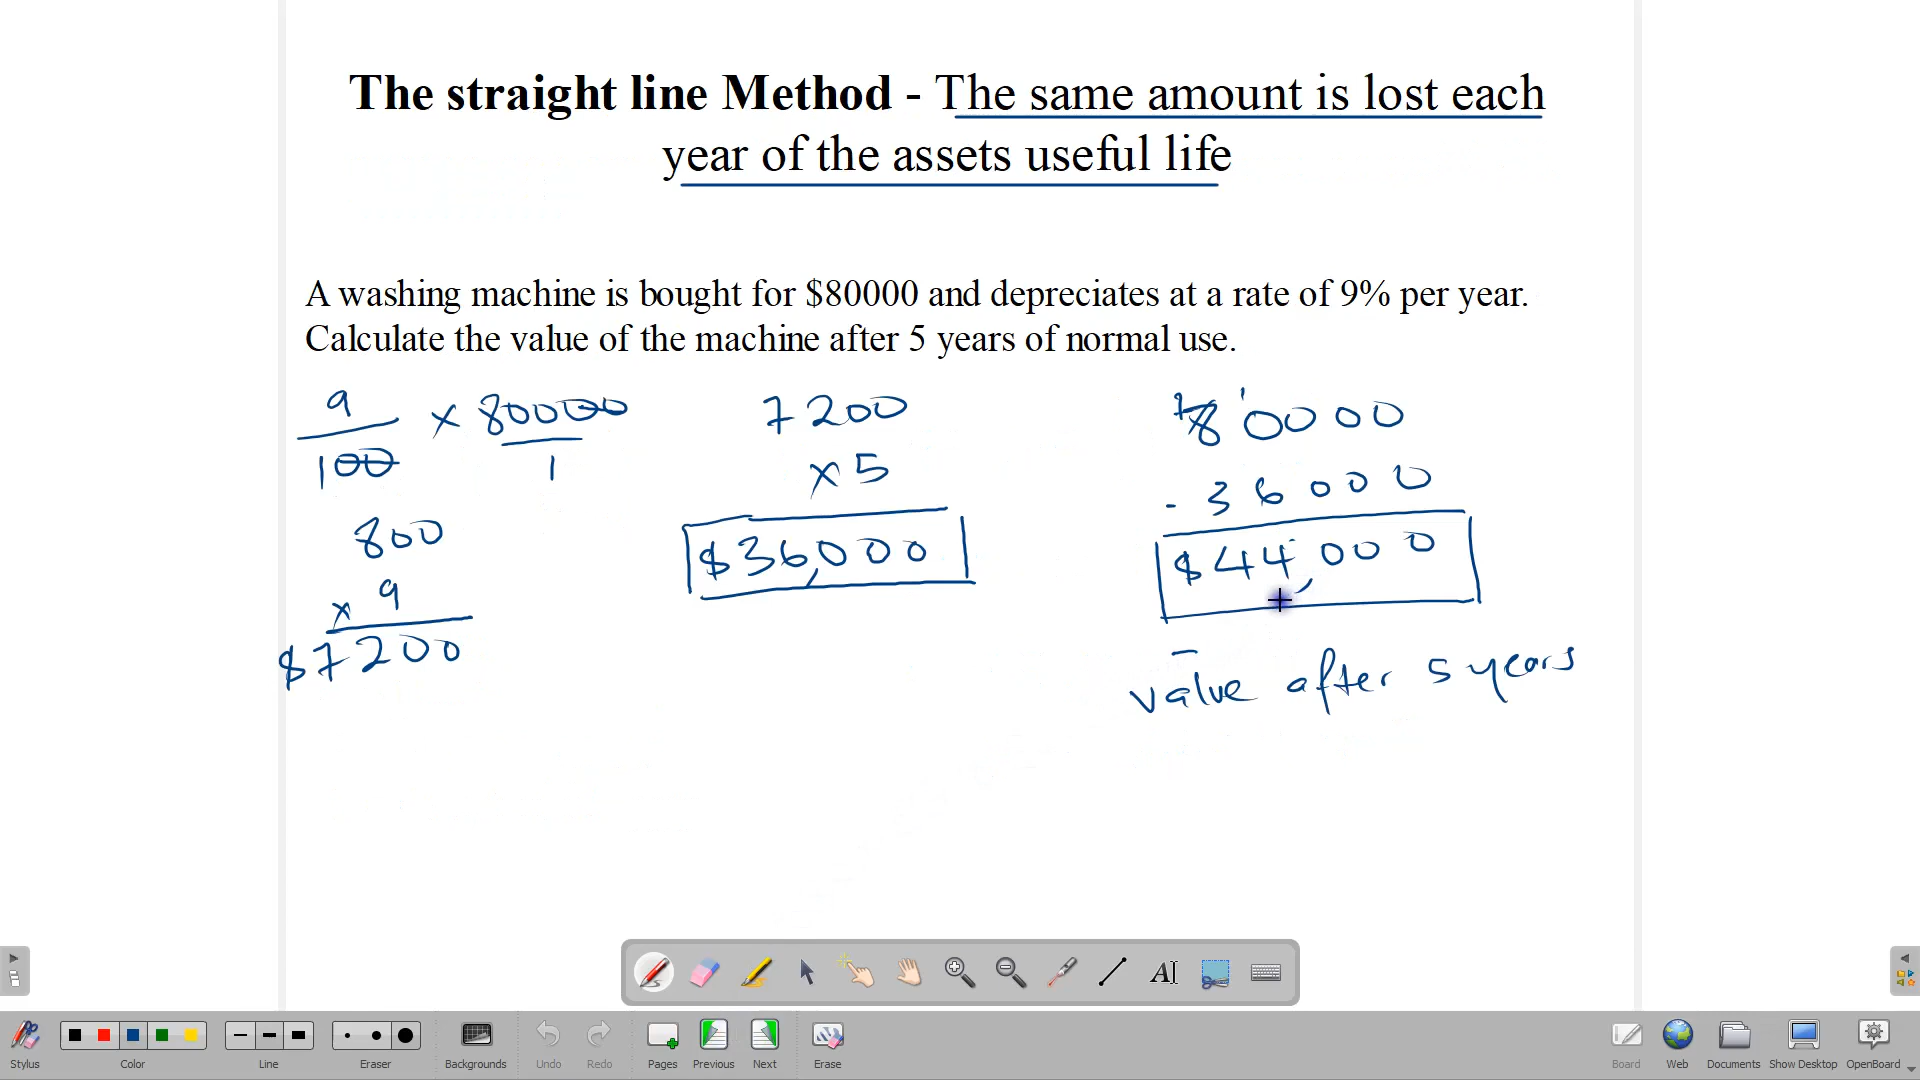 The straight line Method - The same amount is lost each
year of the assets useful life
A washing machine is bought for $80000 and depreciates at a rate of 9% per year.
Calculate the value of the machine after 5 years of normal use.
9
100
× 80000
1
800
× 9
$7200
7200
× 5
$36,000
7 1
80000
- 36000
$44,000
value after 5 years
AI
Stylus
Color
Line
Eraser
Backgrounds
Undo
Redo
Pages
Previous
Next
Erase
Board
Web
Documents
Show Desktop
OpenBoard